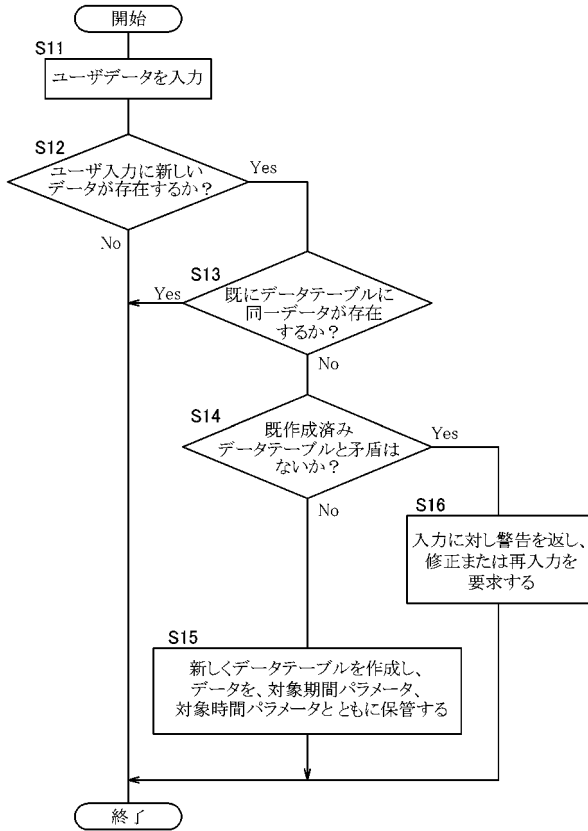 開始
S11
ユーザデータを入力
S12
ユーザ入力に新しい
データが存在するか？
Yes
No
S13
既にデータテーブルに
同一データが存在
するか？
Yes
No
S14
既作成済み
データテーブルと矛盾は
ないか？
Yes
No
S16
入力に対し警告を返し、
修正または再入力を
要求する
S15
新しくデータテーブルを作成し、
データを、対象期間パラメータ、
対象時間パラメータとともに保管する
終了